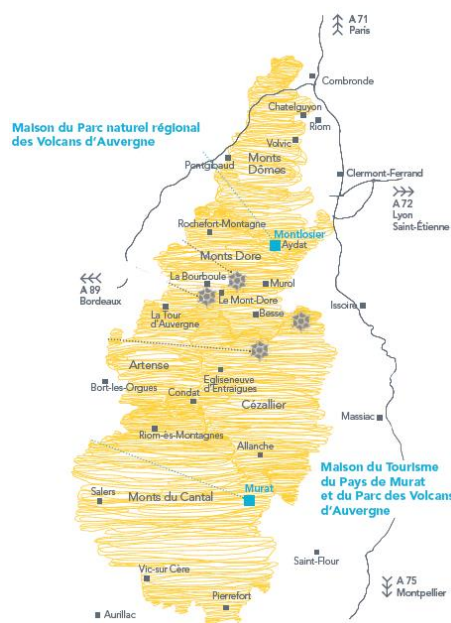 A 71
Paris
Combronde
Chatelguyon
Riom
Maison du Parc naturel régional
des Volcans d'Auvergne
Volvic
Pontgibaud
Monts
Dômes
Clermont-Ferrand
A 72
Lyon
Saint-Étienne
Rochefort-Montagne
Montlosier
Aydat
Monts Dore
A 89
Bordeaux
La Bourboule
Murol
Le Mont-Dore
Besse
Issoire
La Tour
d'Auvergne
Artense
Egliseneuve
d'Entraigues
Bort-les-Orgues
Condat
Cézallier
Massiac
Riom-ès-Montagnes
Allanche
Maison du Tourisme
du Pays de Murat
et du Parc des Volcans
d'Auvergne
Salers
Monts du Cantal
Murat
Saint-Flour
Vic-sur Cère
A 75
Montpellier
Pierrefort
Aurillac